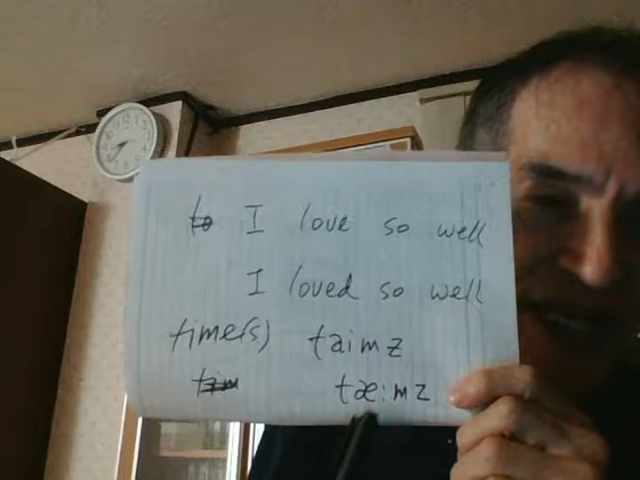 I love so well
I loved so well
time(s) taimz
tæ:mz